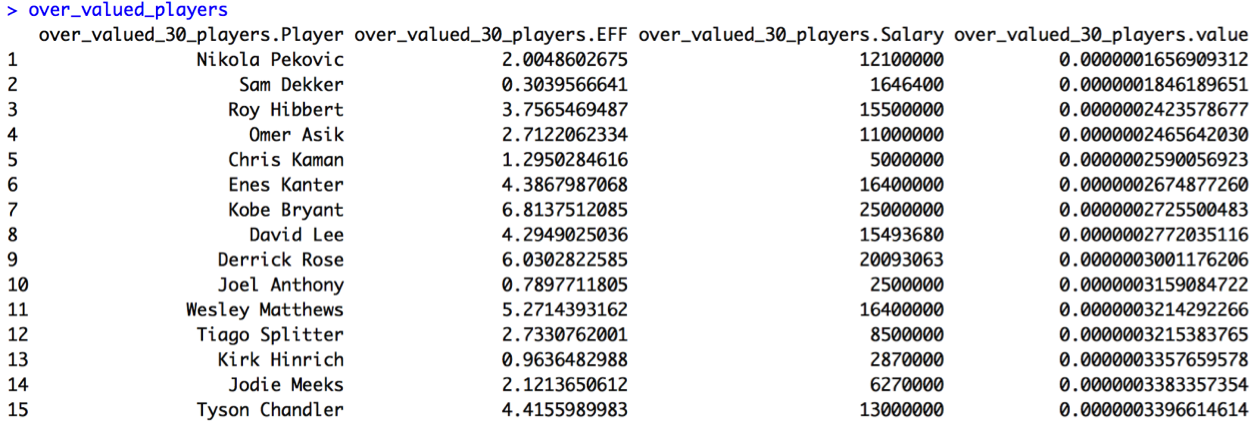 > over_valued_players
over_valued_30_players.Player over_valued_30_players.EFF over_valued_30_players.Salary over_valued_30_players.value
1 Nikola Pekovic 2.0048602675 12100000 0.0000001656909312
2 Sam Dekker 0.3039566641 1646400 0.0000001846189651
3 Roy Hibbert 3.7565469487 15500000 0.0000002423578677
4 Omer Asik 2.7122062334 11000000 0.0000002465642030
5 Chris Kaman 1.2950284616 5000000 0.0000002590056923
6 Enes Kanter 4.3867987068 16400000 0.0000002674877260
7 Kobe Bryant 6.8137512085 25000000 0.0000002725500483
8 David Lee 4.2949025036 15493680 0.0000002772035116
9 Derrick Rose 6.0302822585 20093063 0.0000003001176206
10 Joel Anthony 0.7897711805 2500000 0.0000003159084722
11 Wesley Matthews 5.2714393162 16400000 0.0000003214292266
12 Tiago Splitter 2.7330762001 8500000 0.0000003215383765
13 Kirk Hinrich 0.9636482988 2870000 0.0000003357659578
14 Jodie Meeks 2.1213650612 6270000 0.0000003383357354
15 Tyson Chandler 4.4155989983 13000000 0.0000003396614614